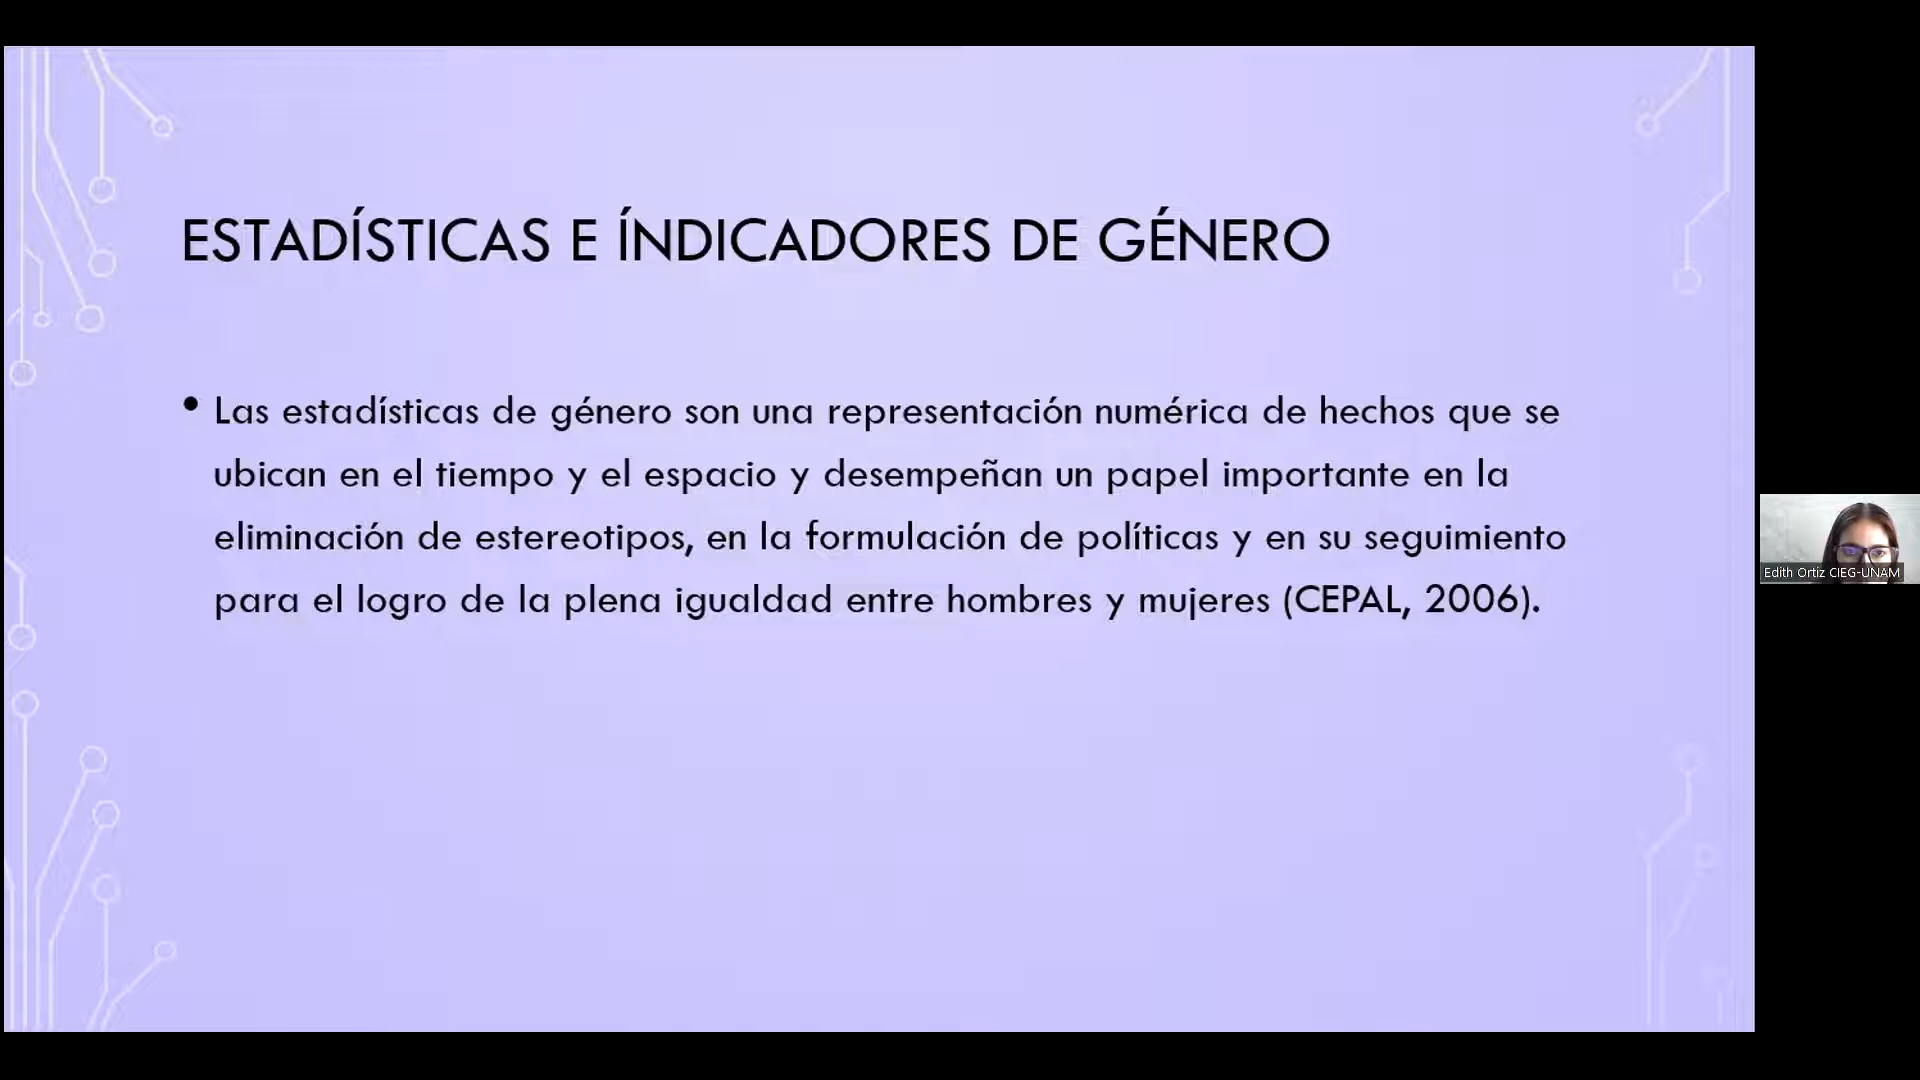 ESTADÍSTICAS E ÍNDICADORES DE GÉNERO
• Las estadísticas de género son una representación numérica de hechos que se
ubican en el tiempo y el espacio y desempeñan un papel importante en la
eliminación de estereotipos, en la formulación de políticas y en su seguimiento
para el logro de la plena igualdad entre hombres y mujeres (CEPAL, 2006).
Edith Ortiz CIEG-UNAM